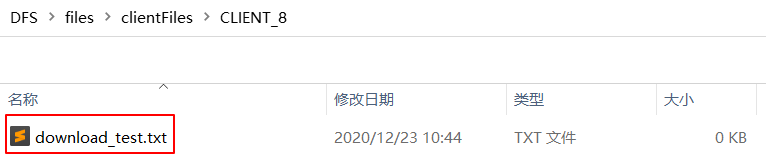 DFS > files > clientFiles > CLIENT_8
名称 修改日期 类型 大小
download_test.txt 2020/12/23 10:44 TXT 文件 0 KB